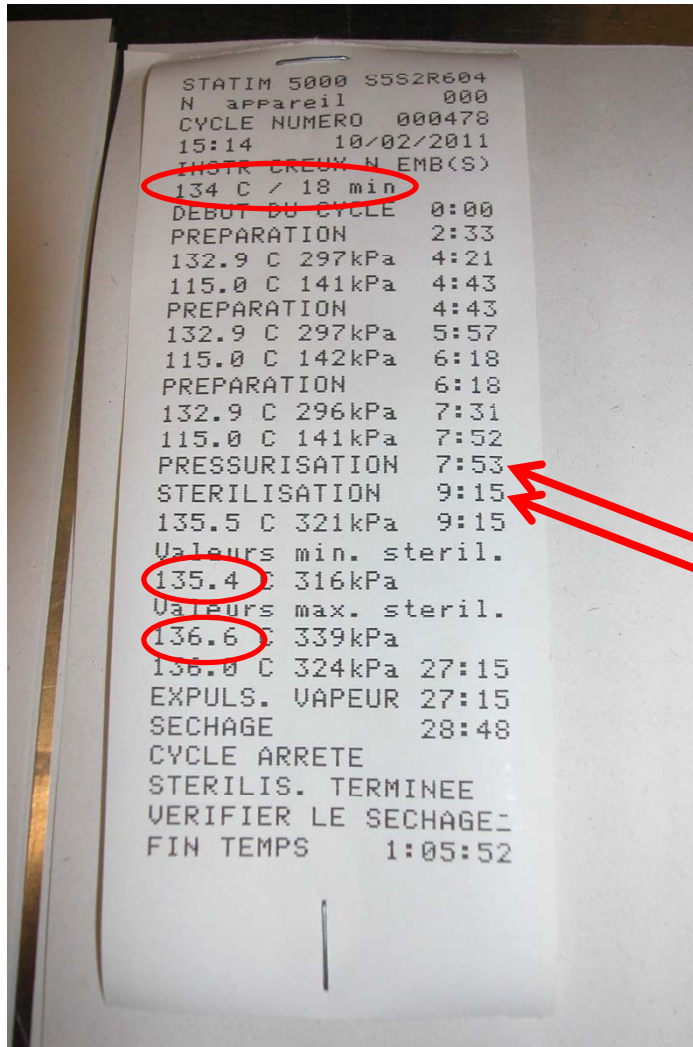 STATIM 5000 S5S2R604
N appareil 000
CYCLE NUMERO 000478
15:14 10/02/2011
INSTR CREUX N EMB(S)
134 C / 18 min
DEBUT DU CYCLE 0:00
PREPARATION 2:33
132.9 C 297kPa 4:21
115.0 C 141kPa 4:43
PREPARATION 4:43
132.9 C 297kPa 5:57
115.0 C 142kPa 6:18
PREPARATION 6:18
132.9 C 296kPa 7:31
115.0 C 141kPa 7:52
PRESSURISATION 7:53
STERILISATION 9:15
135.5 C 321kPa 9:15
Valeurs min. steril.
135.4 C 316kPa
Valeurs max. steril.
136.6 C 339kPa
136.0 C 324kPa 27:15
EXPULS. VAPEUR 27:15
SECHAGE 28:48
CYCLE ARRETE
STERILIS. TERMINEE
VERIFIER LE SECHAGE
FIN TEMPS 1:05:52